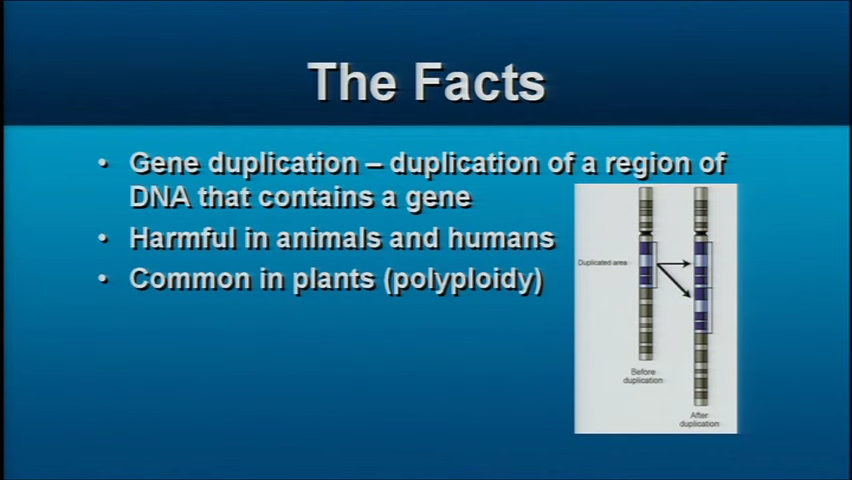 The Facts
• Gene duplication – duplication of a region of
DNA that contains a gene
• Harmful in animals and humans
• Common in plants (polyploidy)
Duplicated area
Before
duplication
After
duplication